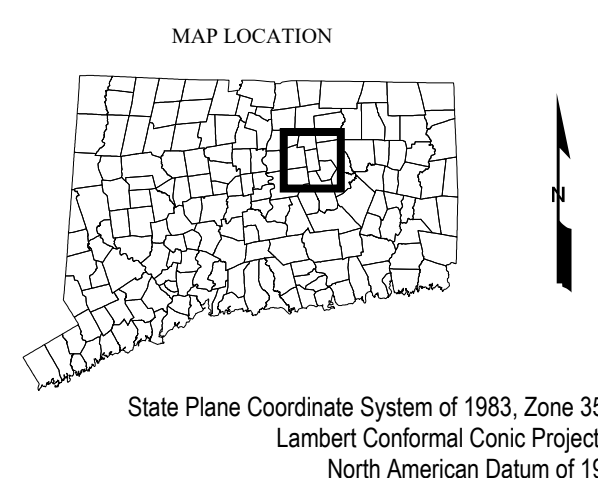 MAP LOCATION
N
State Plane Coordinate System of 1983, Zone 35
Lambert Conformal Conic Project
North American Datum of 19